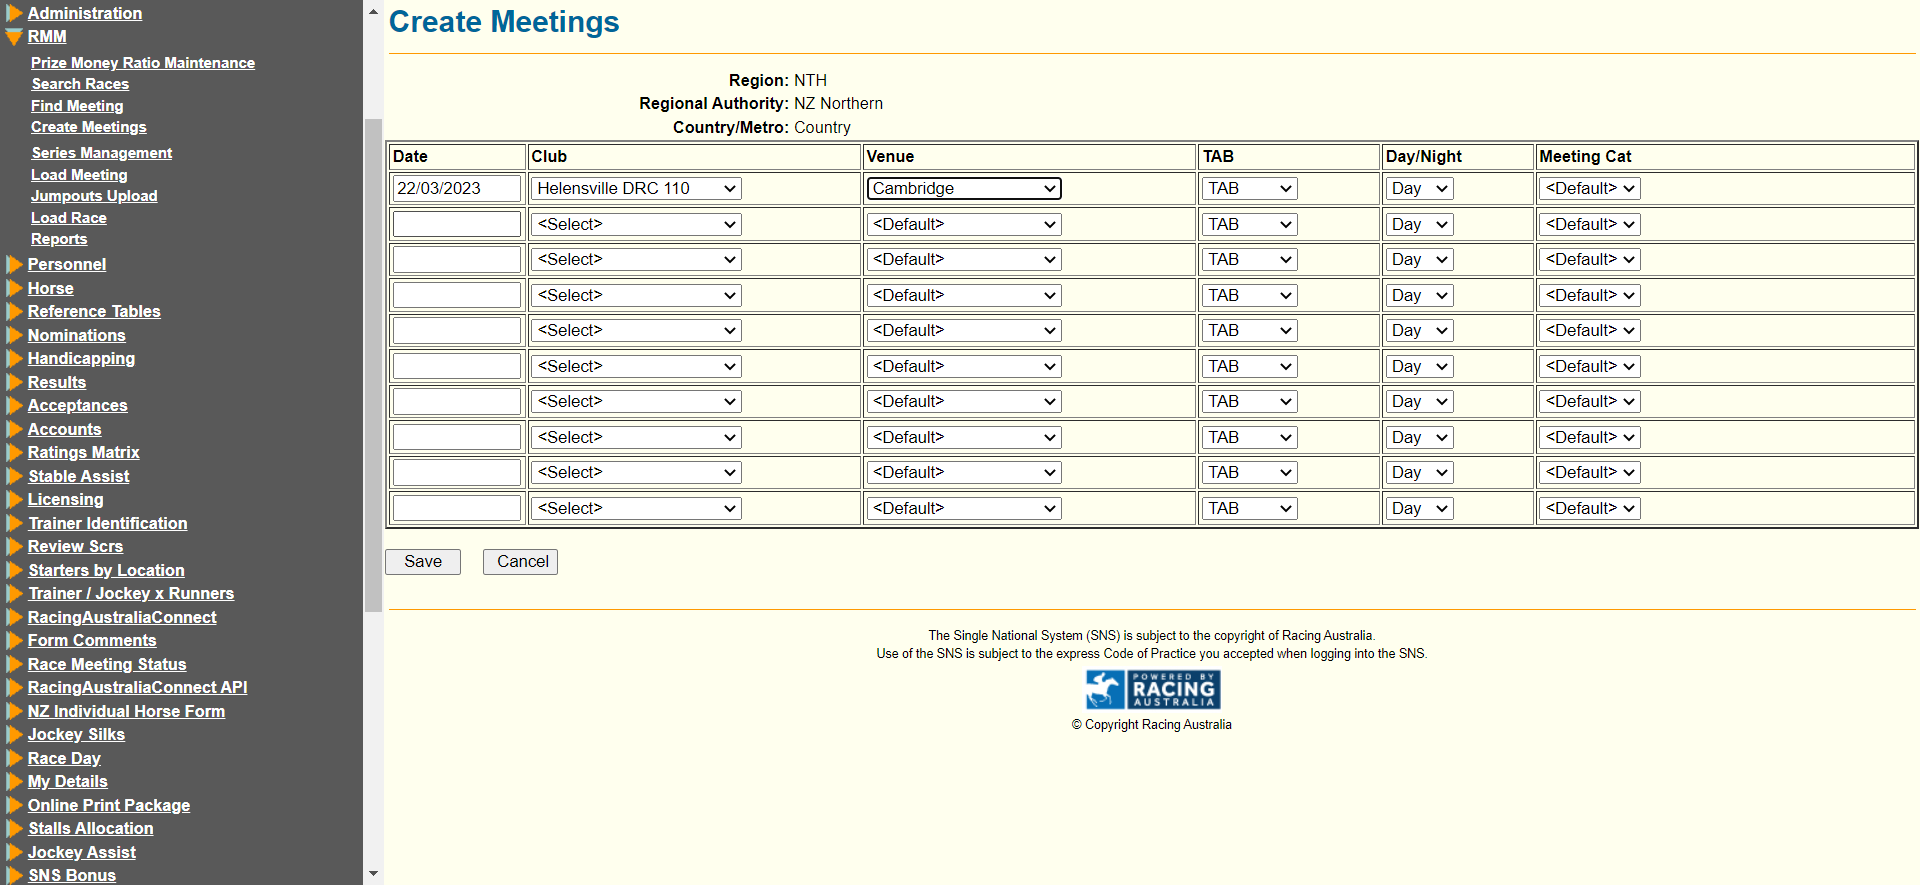 Administration
RMM
Prize Money Ratio Maintenance
Search Races
Find Meeting
Create Meetings
Series Management
Load Meeting
Jumpouts Upload
Load Race
Reports
Personnel
Horse
Reference Tables
Nominations
Handicapping
Results
Acceptances
Accounts
Ratings Matrix
Stable Assist
Licensing
Trainer Identification
Review Scrs
Starters by Location
Trainer / Jockey x Runners
RacingAustraliaConnect
Form Comments
Race Meeting Status
RacingAustraliaConnect API
NZ Individual Horse Form
Jockey Silks
Race Day
My Details
Online Print Package
Stalls Allocation
Jockey Assist
SNS Bonus
Create Meetings
Region: NTH
Regional Authority: NZ Northern
Country/Metro: Country
Date Club Venue TAB Day/Night Meeting Cat
22/03/2023 Helensville DRC 110 Cambridge TAB Day <Default>
<Select> <Default> TAB Day <Default>
<Select> <Default> TAB Day <Default>
<Select> <Default> TAB Day <Default>
<Select> <Default> TAB Day <Default>
<Select> <Default> TAB Day <Default>
<Select> <Default> TAB Day <Default>
<Select> <Default> TAB Day <Default>
<Select> <Default> TAB Day <Default>
<Select> <Default> TAB Day <Default>
Save Cancel
The Single National System (SNS) is subject to the copyright of Racing Australia.
Use of the SNS is subject to the express Code of Practice you accepted when logging into the SNS.
POWERED BY
RACING
AUSTRALIA
© Copyright Racing Australia